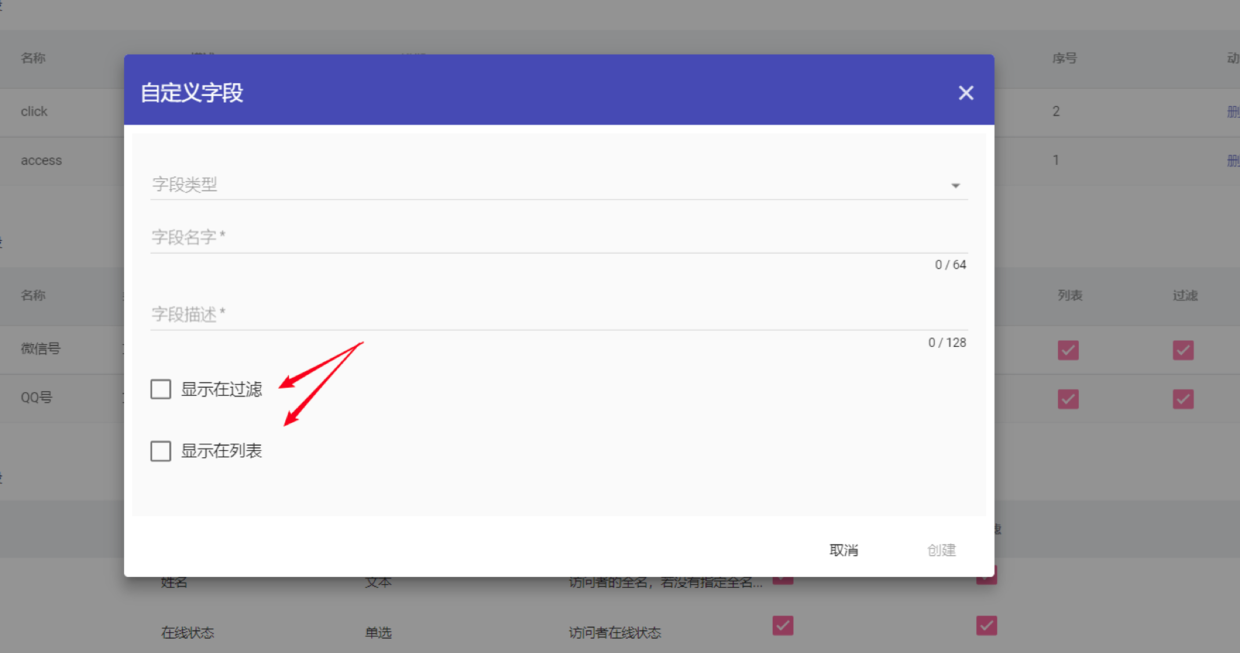 名称
序号
click
2
access
1
自定义字段
字段类型
字段名字 *
0 / 64
字段描述 *
0 / 128
显示在过滤
显示在列表
取消
创建
名称
列表
过滤
微信号
QQ号
姓名
文本
访问者的全名，若没有指定全名...
在线状态
单选
访问者在线状态